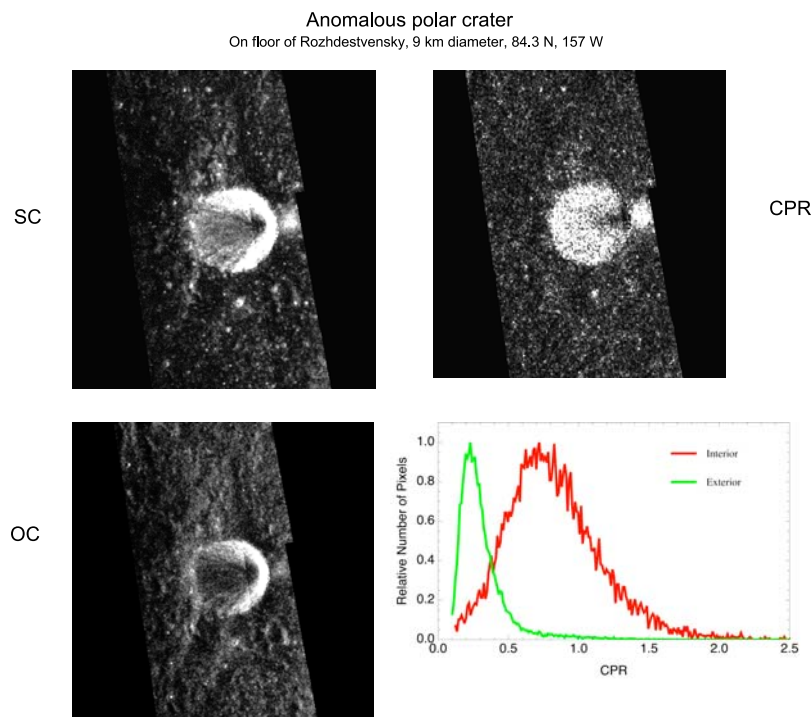 Anomalous polar crater
On floor of Rozhdestvensky, 9 km diameter, 84.3 N, 157 W
SC
CPR
OC
Relative Number of Pixels
1.0
0.8
0.6
0.4
0.2
0.0
Interior
Exterior
0.5
1.0
1.5
2.0
2.5
CPR